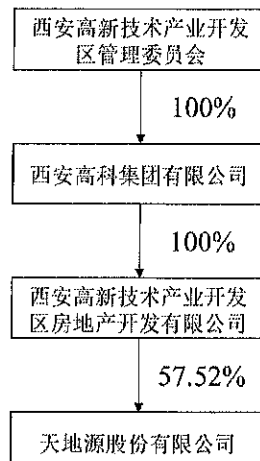 西安高新技术产业开发
区管理委员会
100%
西安高科集团有限公司
100%
西安高新技术产业开发
区房地产开发有限公司
57.52%
天地源股份有限公司